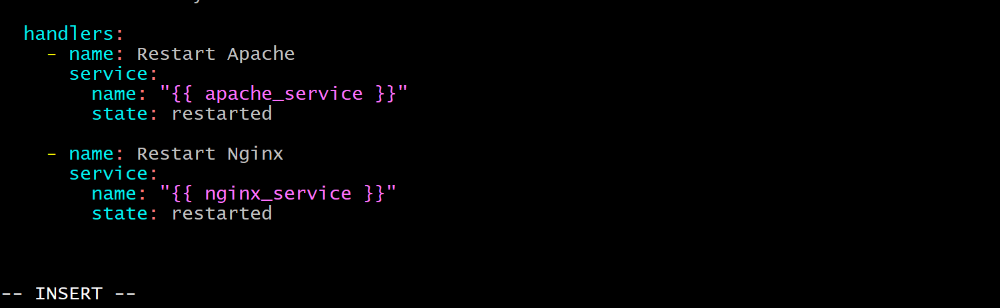 handlers:
- name: Restart Apache
service:
name: "{{ apache_service }}"
state: restarted
- name: Restart Nginx
service:
name: "{{ nginx_service }}"
state: restarted
-- INSERT --